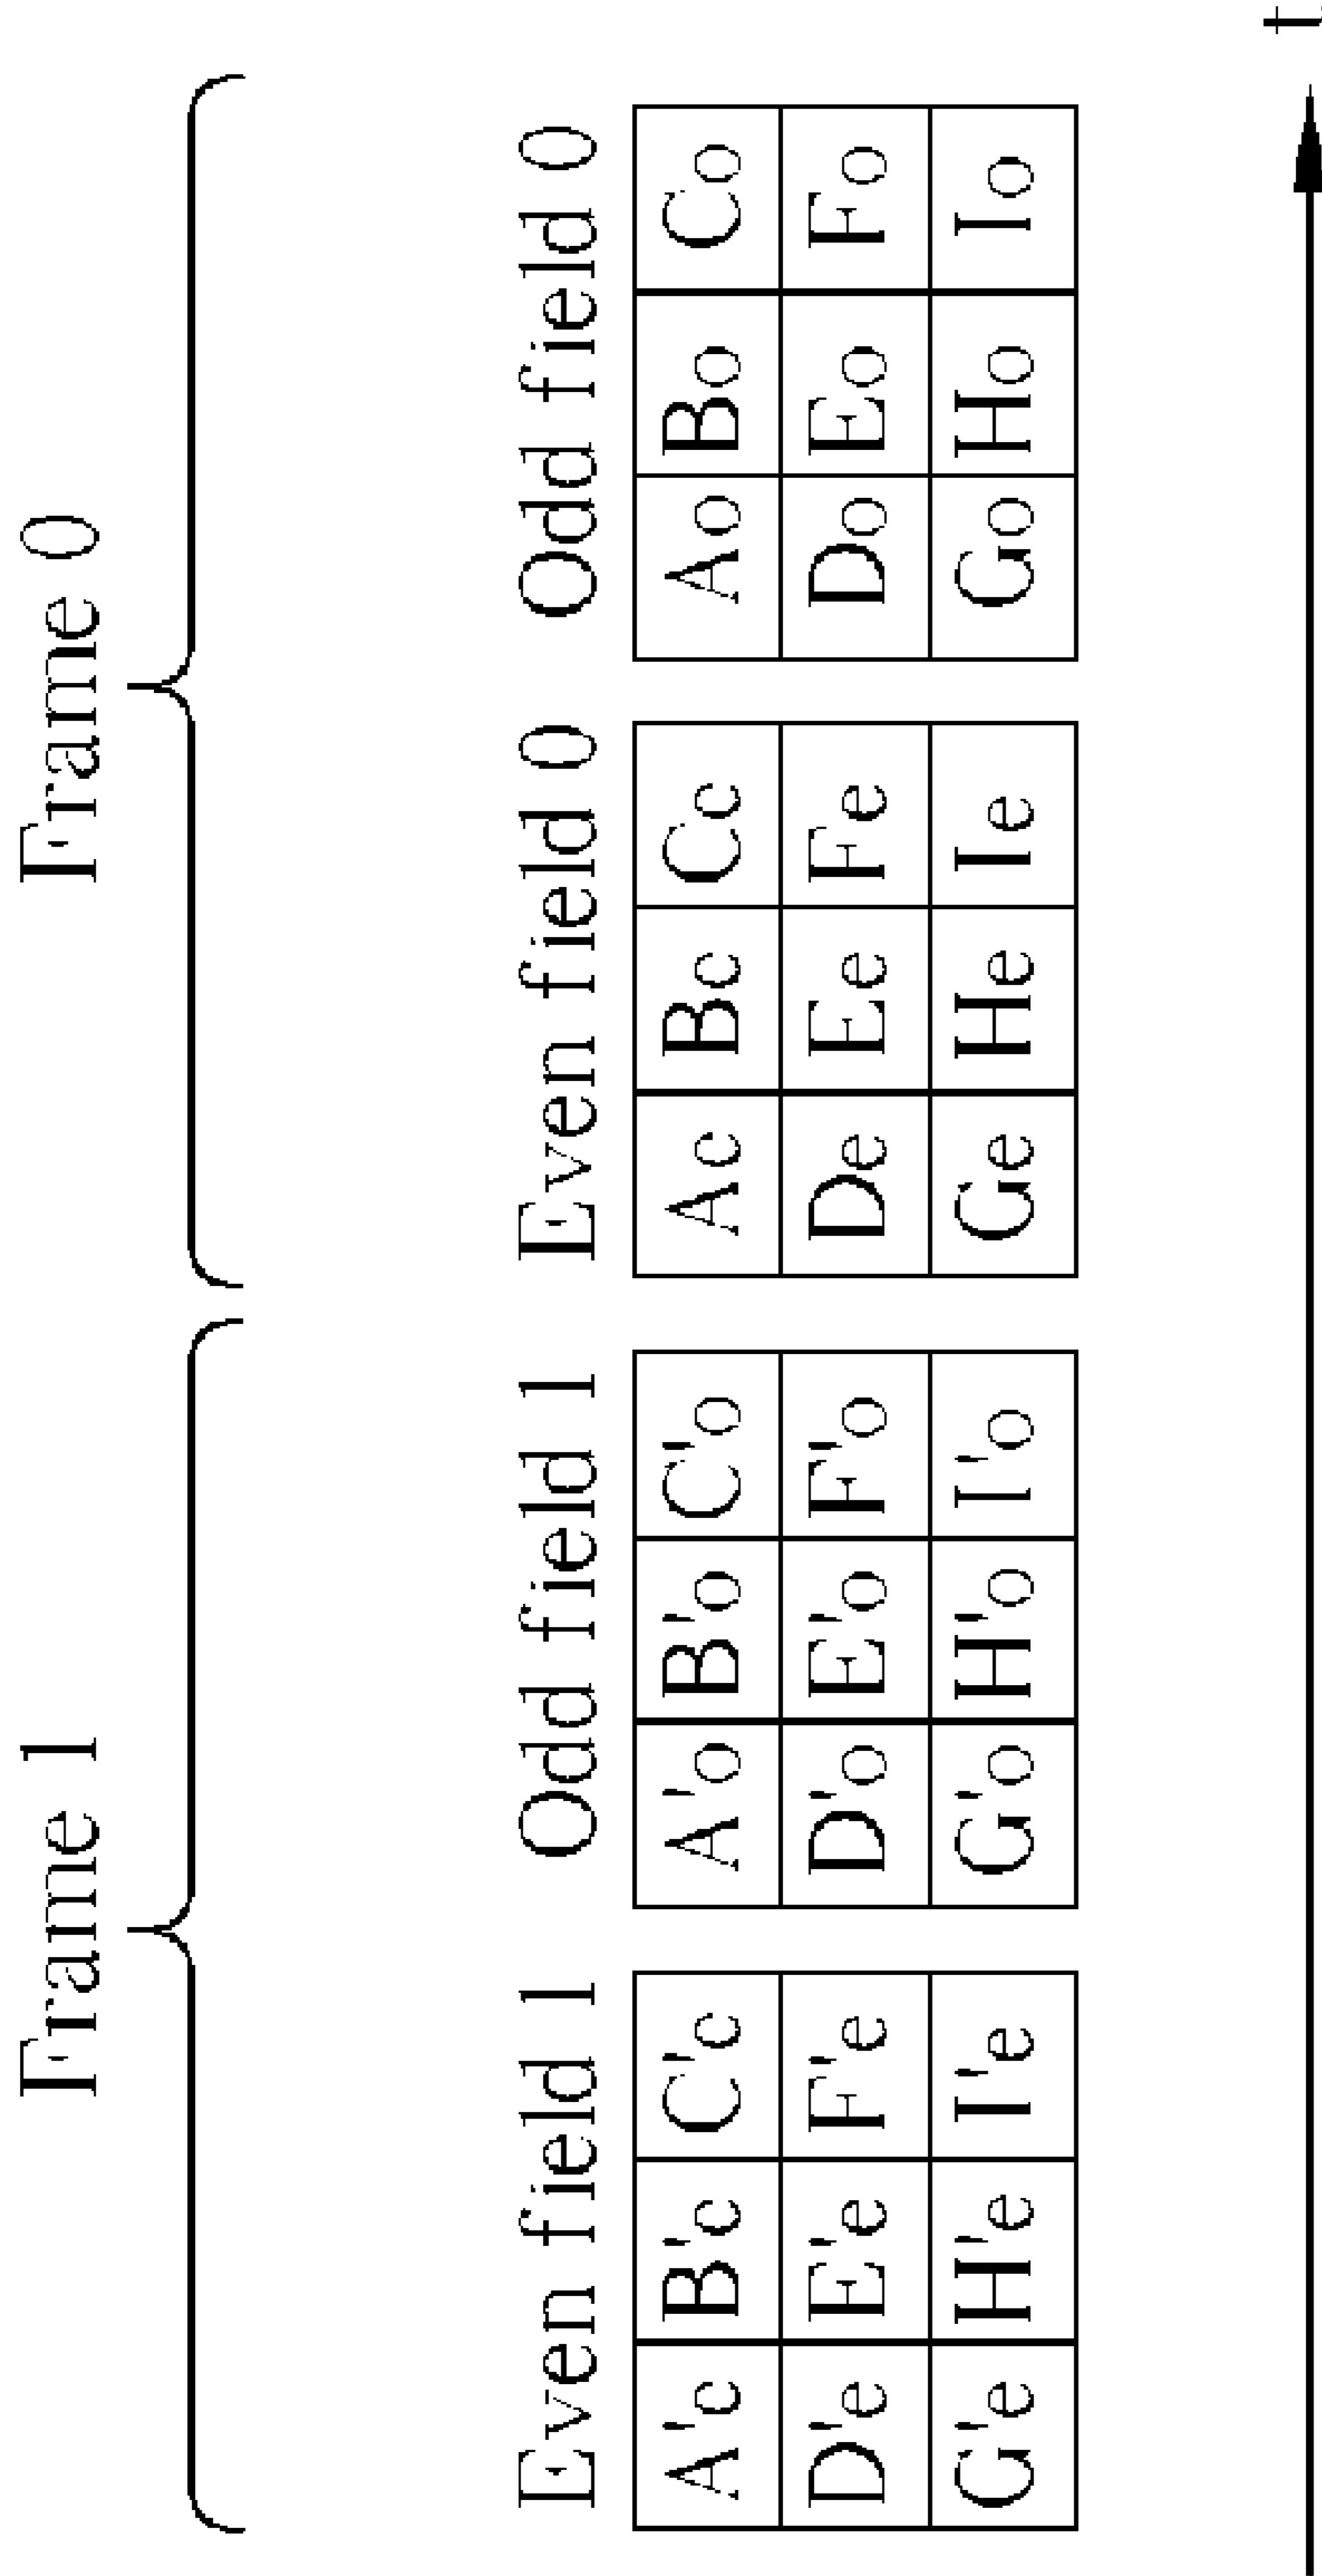 Frame 1 Frame 0
Even field 1 Odd field 1 Even field 0 Odd field 0
A'c B'c C'c A'o B'o C'o Ac Bc Cc Ao Bo Co
D'e E'e F'e D'o E'o F'o De Ee Fe Do Eo Fo
G'e H'e I'e G'o H'o I'o Ge He Ie Go Ho Io
t